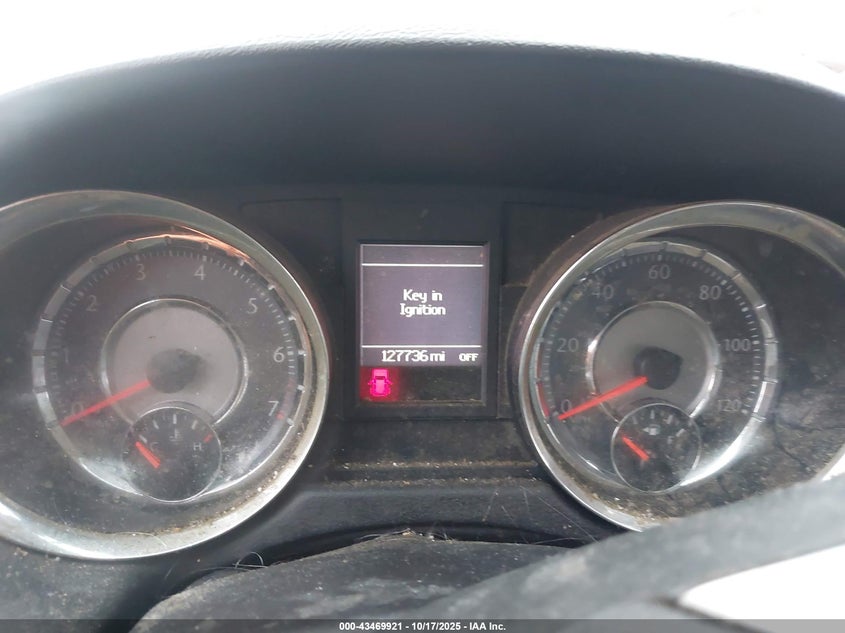 0 1 2 3 4 5 6 7
C H
Key in
Ignition
127736 mi OFF
0 20 40 60 80 100 120
000-43469921 | 10/17/2025 | IAA Inc.